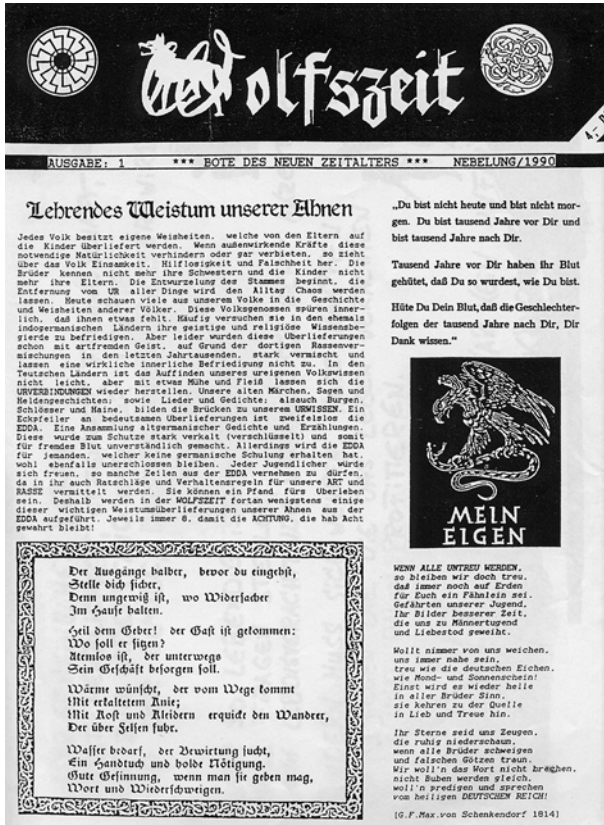 Wolfszeit
4,- D
AUSGABE: 1 *** BOTE DES NEUEN ZEITALTERS *** NEBELUNG/1990
Lehrendes Weistum unserer Ahnen
Jedes Volk besitzt eigene Weisheiten, welche von den Eltern auf
die Kinder überliefert werden. Wenn außenwirkende Kräfte diese
notwendige Natürlichkeit verhindern oder gar verbieten, so zieht
über das Volk Einsamkeit, Hilflosigkeit und Falschheit her. Die
Brüder kennen nicht mehr ihre Schwestern und die Kinder nicht
mehr ihre Eltern. Die Entwurzelung des Stammes beginnt, die
Entfernung vom UR aller Dinge wird den Alltag Chaos werden
lassen. Heute schauen viele aus unserem Volke in die Geschichte
und Weisheiten anderer Völker. Diese Volksgenossen spüren inner-
lich, daß ihnen etwas fehlt. Häufig versuchen sie in den ehemals
indogermanischen Ländern ihre geistige und religiöse Wissensbe-
gierde zu befriedigen. Aber leider wurden diese Überlieferungen
schon mit artfremden Geist, auf Grund der dortigen Rassenver-
mischungen in den letzten Jahrtausenden, stark vermischt und
lassen eine wirkliche innerliche Befriedigung nicht zu. In den
Teutschen Ländern ist das Auffinden unseres ureigenen Volkswissen
nicht leicht, aber mit etwas Mühe und Fleiß lassen sich die
URVERBINDUNGEN wieder herstellen. Unsere alten Märchen, Sagen und
Heldengeschichten; sowie Lieder und Gedichte; alsauch Burgen,
Schlösser und Haine, bilden die Brücken zu unserem URWISSEN. Ein
Eckpfeiler an bedeutsamen Überlieferungen ist zweifelslos die
EDDA. Eine Ansammlung altgermanischer Gedichte und Erzählungen.
Diese wurde zum Schutze stark verkalt (verschlüsselt) und somit
für fremdes Blut unverständlich gemacht. Allerdings wird die EDDA
für jemanden, welcher keine germanische Schulung erhalten hat,
wohl ebenfalls unerschlossen bleiben. Jeder Jugendlicher würde
sich freuen, so manche Zeilen aus der EDDA vernehmen zu dürfen,
da in ihr auch Ratschläge und Verhaltensregeln für unsere ART und
RASSE vermittelt werden. Sie können ein Pfand fürs Überleben
sein. Deshalb werden in der WOLFSZEIT fortan wenigstens einige
dieser wichtigen Weistumsüberlieferungen unserer Ahnen aus der
EDDA aufgeführt. Jeweils immer 8, damit die ACHTUNG, die hab Acht
gewahrt bleibt!
Der Ausgänge halber, bevor du eingehst,
Stelle dich sicher,
Denn ungewiß ist, wo Widersacher
Im Hause halten.
Heil dem Geber! der Gast ist gekommen:
Wo soll er sitzen?
Atemlos ist, der unterwegs
Sein Geschäft besorgen soll.
Wärme wünscht, der vom Wege kommt
Mit erkaltetem Knie;
Mit Kost und Kleidern erquicke den Wandrer,
Der über Felsen fuhr.
Wasser bedarf, der Bewirtung sucht,
Ein Handtuch und holde Nötigung.
Gute Gesinnung, wenn man sie geben mag,
Wort und Wiederschweigen.
„Du bist nicht heute und bist nicht mor-
gen. Du bist tausend Jahre vor Dir und
bist tausend Jahre nach Dir.
Tausend Jahre vor Dir haben ihr Blut
gehütet, daß Du so wurdest, wie Du bist.
Hüte Du Dein Blut, daß die Geschlechter-
folgen der tausend Jahre nach Dir, Dir
Dank wissen.“
MEIN
EIGEN
WENN ALLE UNTREU WERDEN,
so bleiben wir doch treu,
daß immer noch auf Erden
für Euch ein Fähnlein sei.
Gefährten unserer Jugend,
Ihr Bilder besserer Zeit,
die uns zu Männertugend
und Liebestod geweiht.
Wollt nimmer von uns weichen,
uns immer nahe sein,
treu wie die deutschen Eichen,
wie Mond- und Sonnenschein!
Einst wird es wieder helle
in aller Brüder Sinn,
sie kehren zu der Quelle
in Lieb und Treue hin.
Ihr Sterne seid uns Zeugen,
die ruhig niederschaun,
wenn alle Brüder schweigen
und falschen Götzen traun.
Wir woll'n das Wort nicht brechen,
nicht Buben werden gleich,
woll'n predigen und sprechen
vom heiligen DEUTSCHEN REICH!
[G.F.Max.von Schenkendorf 1814]